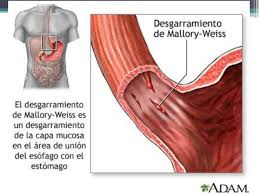 Desgarramiento
de Mallory-Weiss
El desgarramiento
de Mallory-Weiss es
un desgarramiento
de la capa mucosa
en el área de unión
del esófago con el
estómago
ADAM